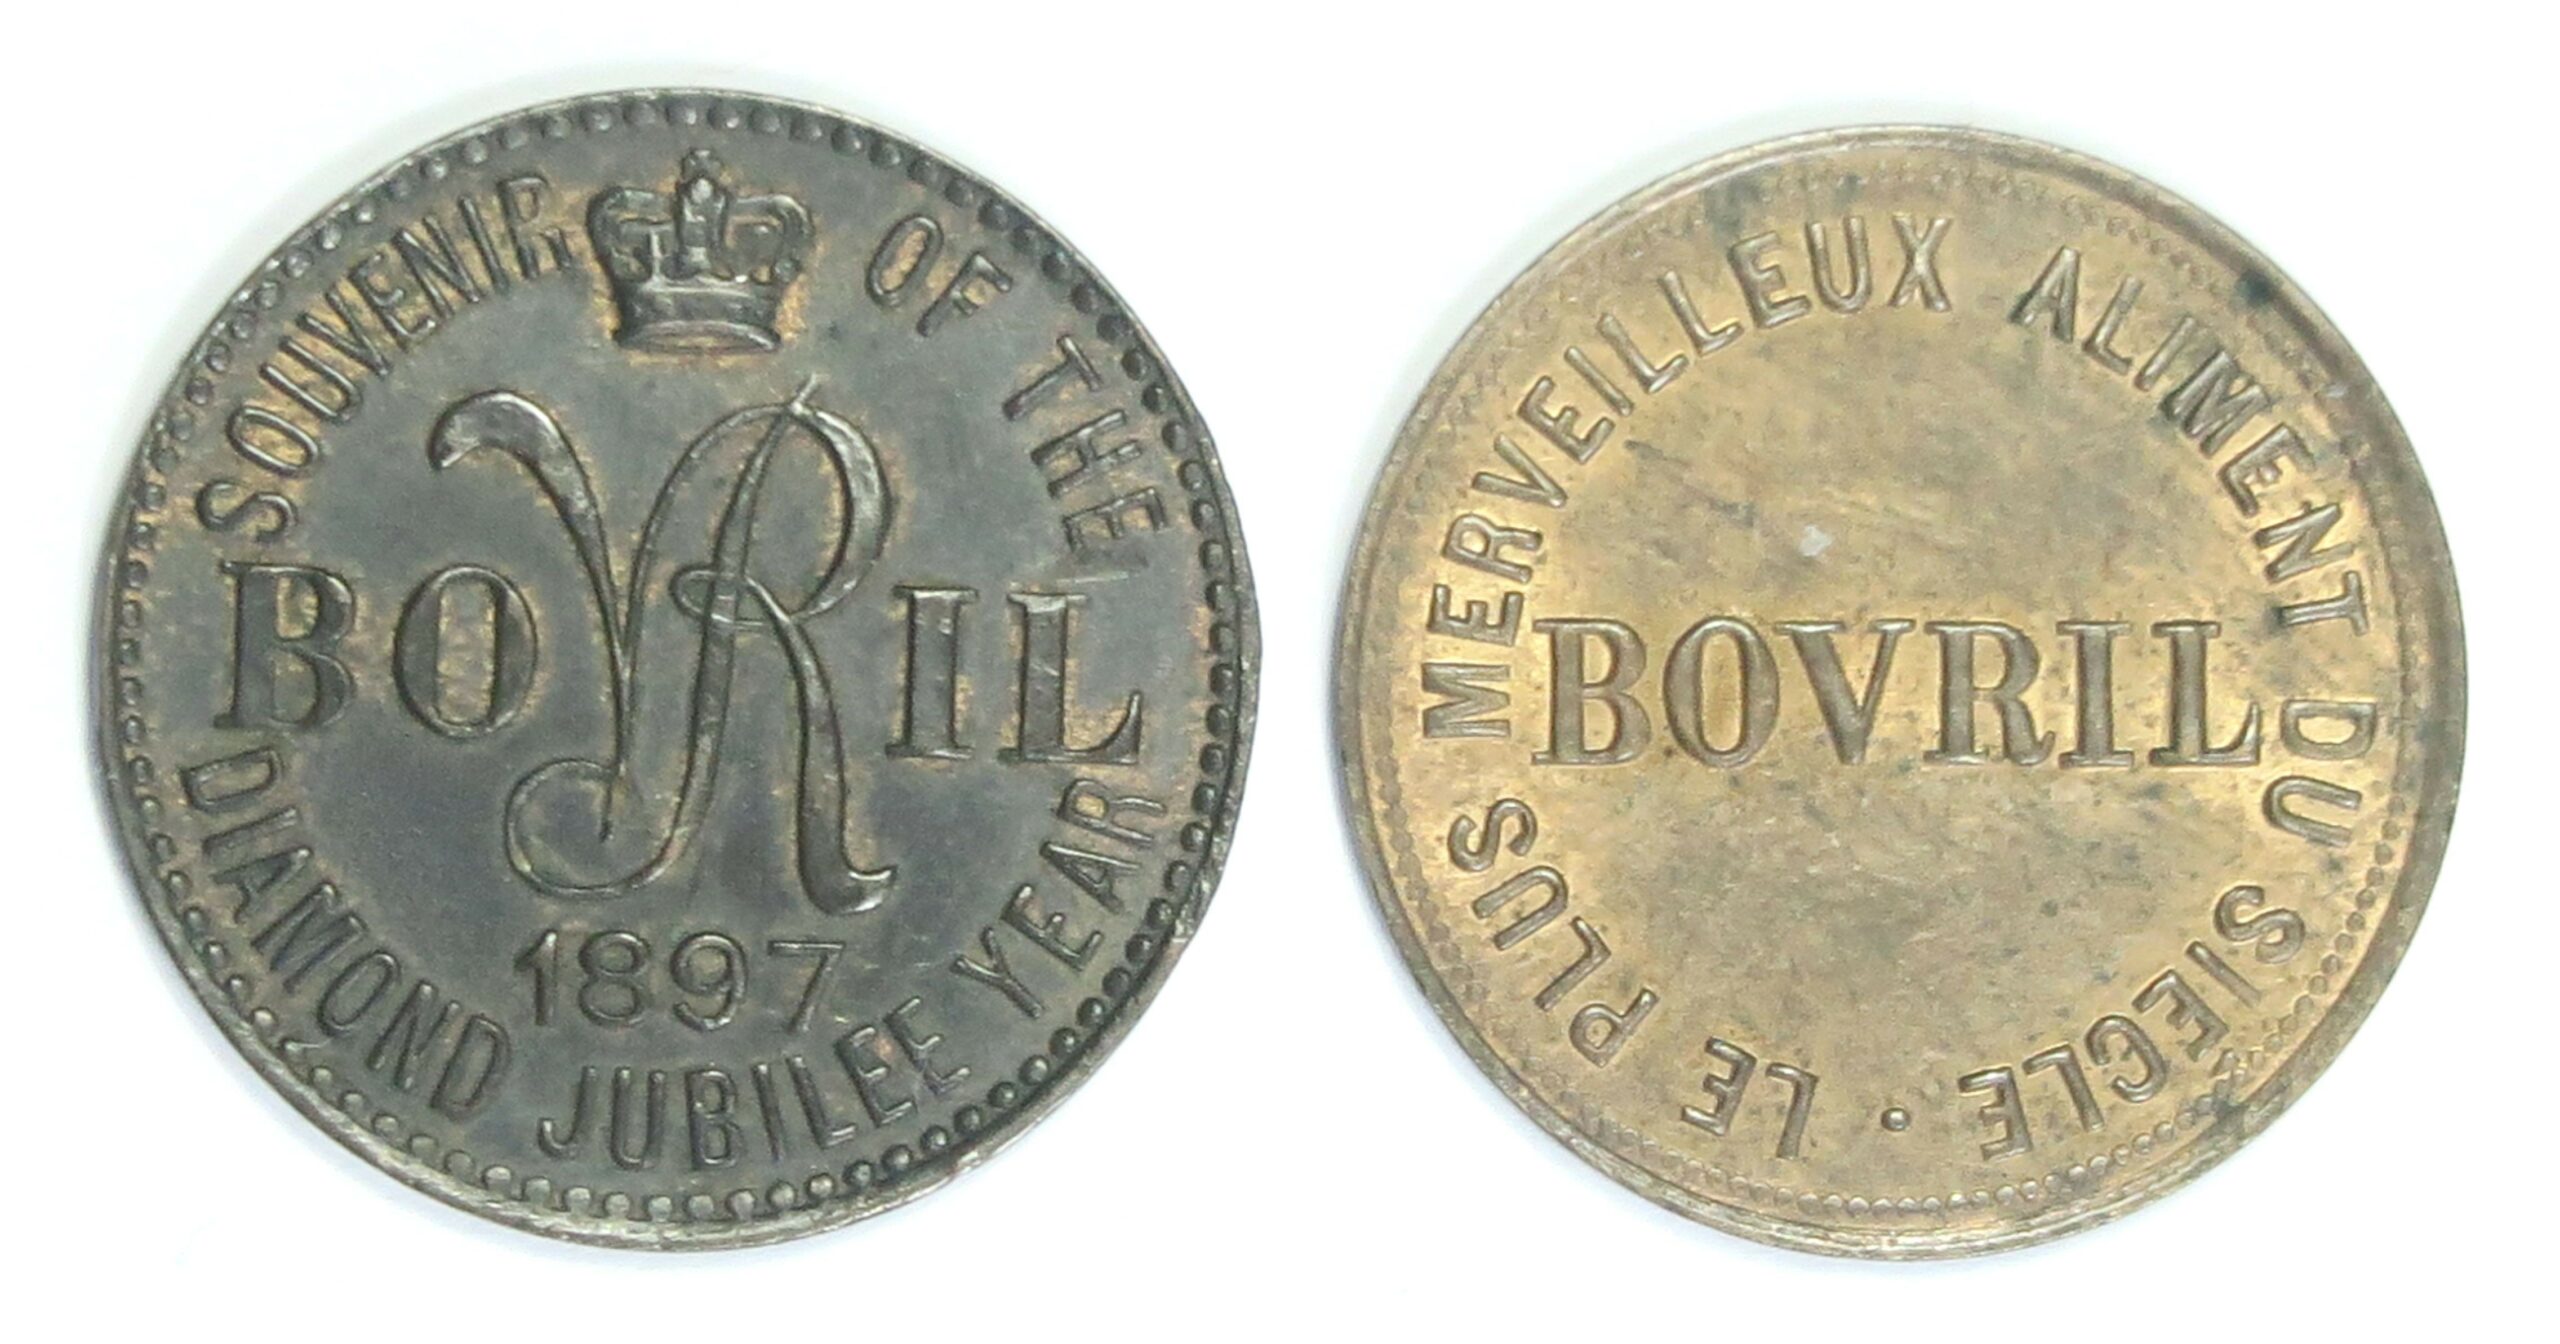 SOUVENIR OF THE
BOVRIL
1897
DIAMOND JUBILEE YEAR
LE PLUS MERVEILLEUX ALIMENT DU SIECLE •
BOVRIL